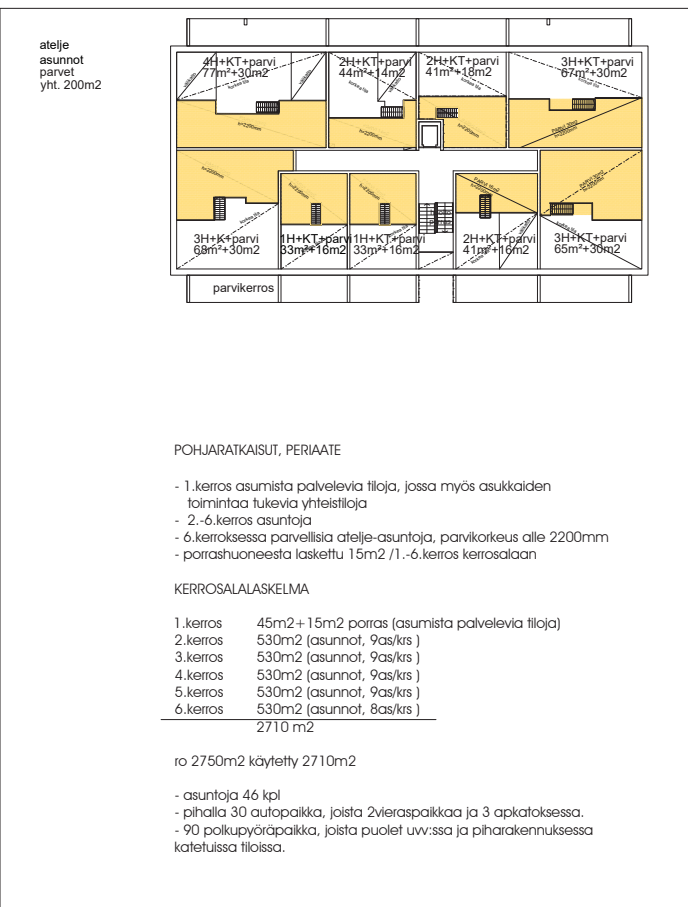 atelje
asunnot
parvet
yht. 200m2
4H+KT+parvi
77m²+30m2
2H+KT+parvi
44m²+14m2
2H+KT+parvi
41m²+18m2
3H+KT+parvi
67m²+30m2
3H+K+parvi
68m²+30m2
1H+KT+parvi
33m²+16m2
1H+KT+parvi
33m²+16m2
2H+KT+parvi
41m²+16m2
3H+KT+parvi
65m²+30m2
parvikerros
POHJARATKAISUT, PERIAATE
- 1.kerros asumista palvelevia tiloja, jossa myös asukkaiden
toimintaa tukevia yhteistiloja
- 2.-6.kerros asuntoja
- 6.kerroksessa parvellisia atelje-asuntoja, parvikorkeus alle 2200mm
- porrashuoneesta laskettu 15m2 /1.-6.kerros kerrosalaan
KERROSALALASKELMA
1.kerros 45m2+15m2 porras (asumista palvelevia tiloja)
2.kerros 530m2 (asunnot, 9as/krs )
3.kerros 530m2 (asunnot, 9as/krs )
4.kerros 530m2 (asunnot, 9as/krs )
5.kerros 530m2 (asunnot, 9as/krs )
6.kerros 530m2 (asunnot, 8as/krs )
2710 m2
ro 2750m2 käytetty 2710m2
- asuntoja 46 kpl
- pihalla 30 autopaikka, joista 2vieraspaikkaa ja 3 apkatoksessa.
- 90 polkupyöräpaikka, joista puolet uvv:ssa ja piharakennuksessa
katetuissa tiloissa.